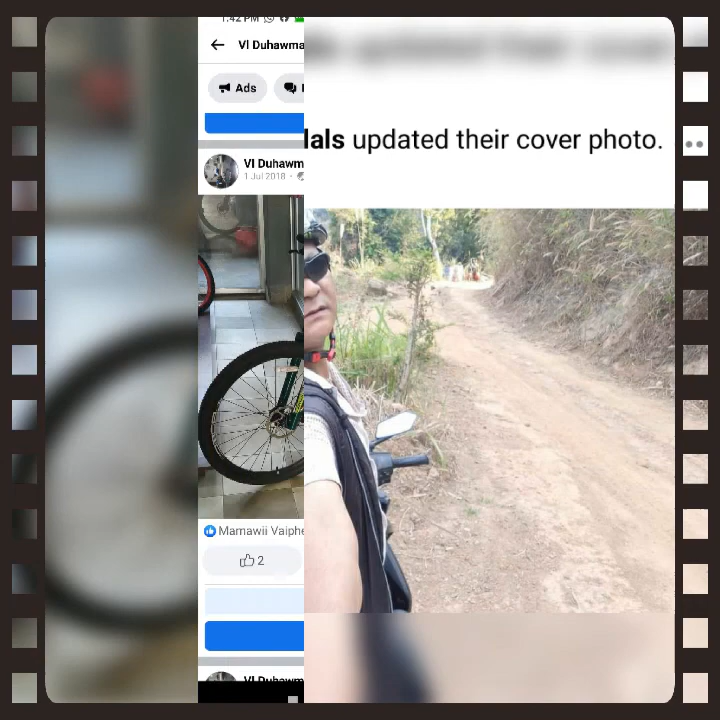 1:42 PM
Vl Duhawma
Ads
lals updated their cover photo.
Vl Duhawm
1 Jul 2018
Mamawii Vaiphe
2
Vl Duhawm